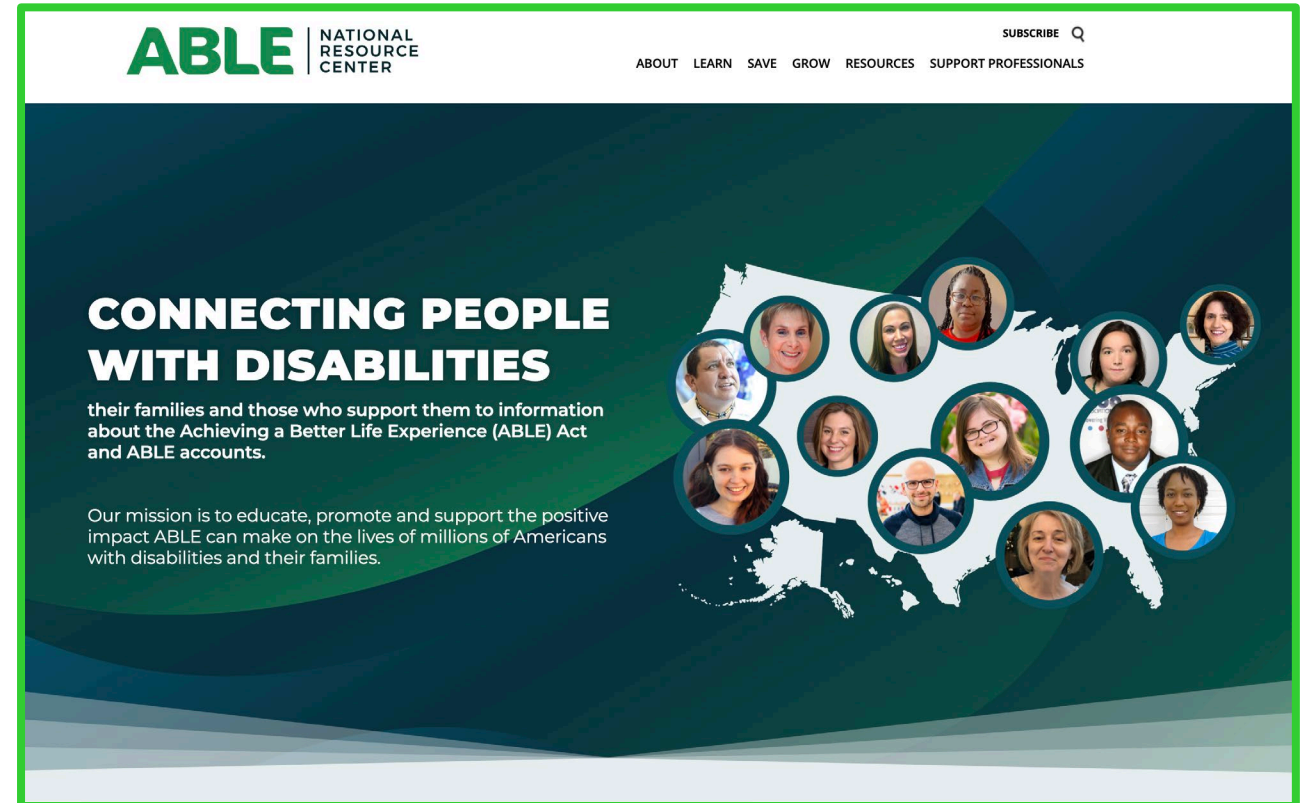 ABLE
NATIONAL
RESOURCE
CENTER
SUBSCRIBE
ABOUT LEARN SAVE GROW RESOURCES SUPPORT PROFESSIONALS
CONNECTING PEOPLE
WITH DISABILITIES
their families and those who support them to information
about the Achieving a Better Life Experience (ABLE) Act
and ABLE accounts.
Our mission is to educate, promote and support the positive
impact ABLE can make on the lives of millions of Americans
with disabilities and their families.